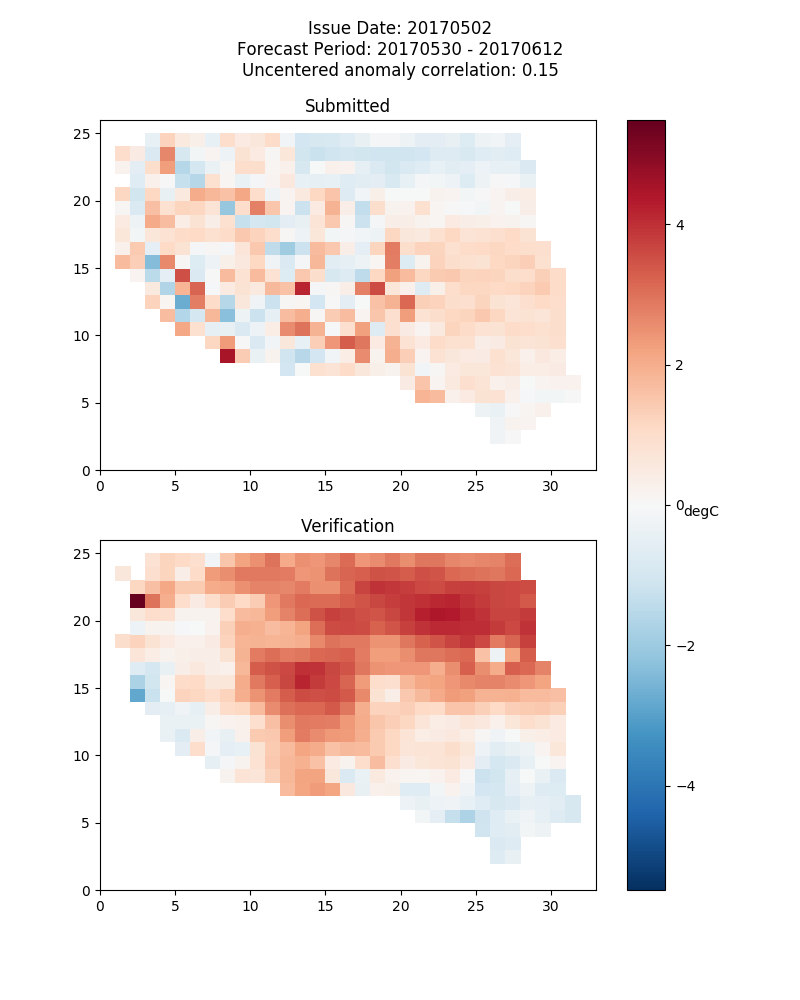 Issue Date: 20170502
Forecast Period: 20170530 - 20170612
Uncentered anomaly correlation: 0.15
Submitted
25
20
15
10
5
0
0 5 10 15 20 25 30
Verification
25
20
15
10
5
0
0 5 10 15 20 25 30
4
2
0
−2
−4
degC